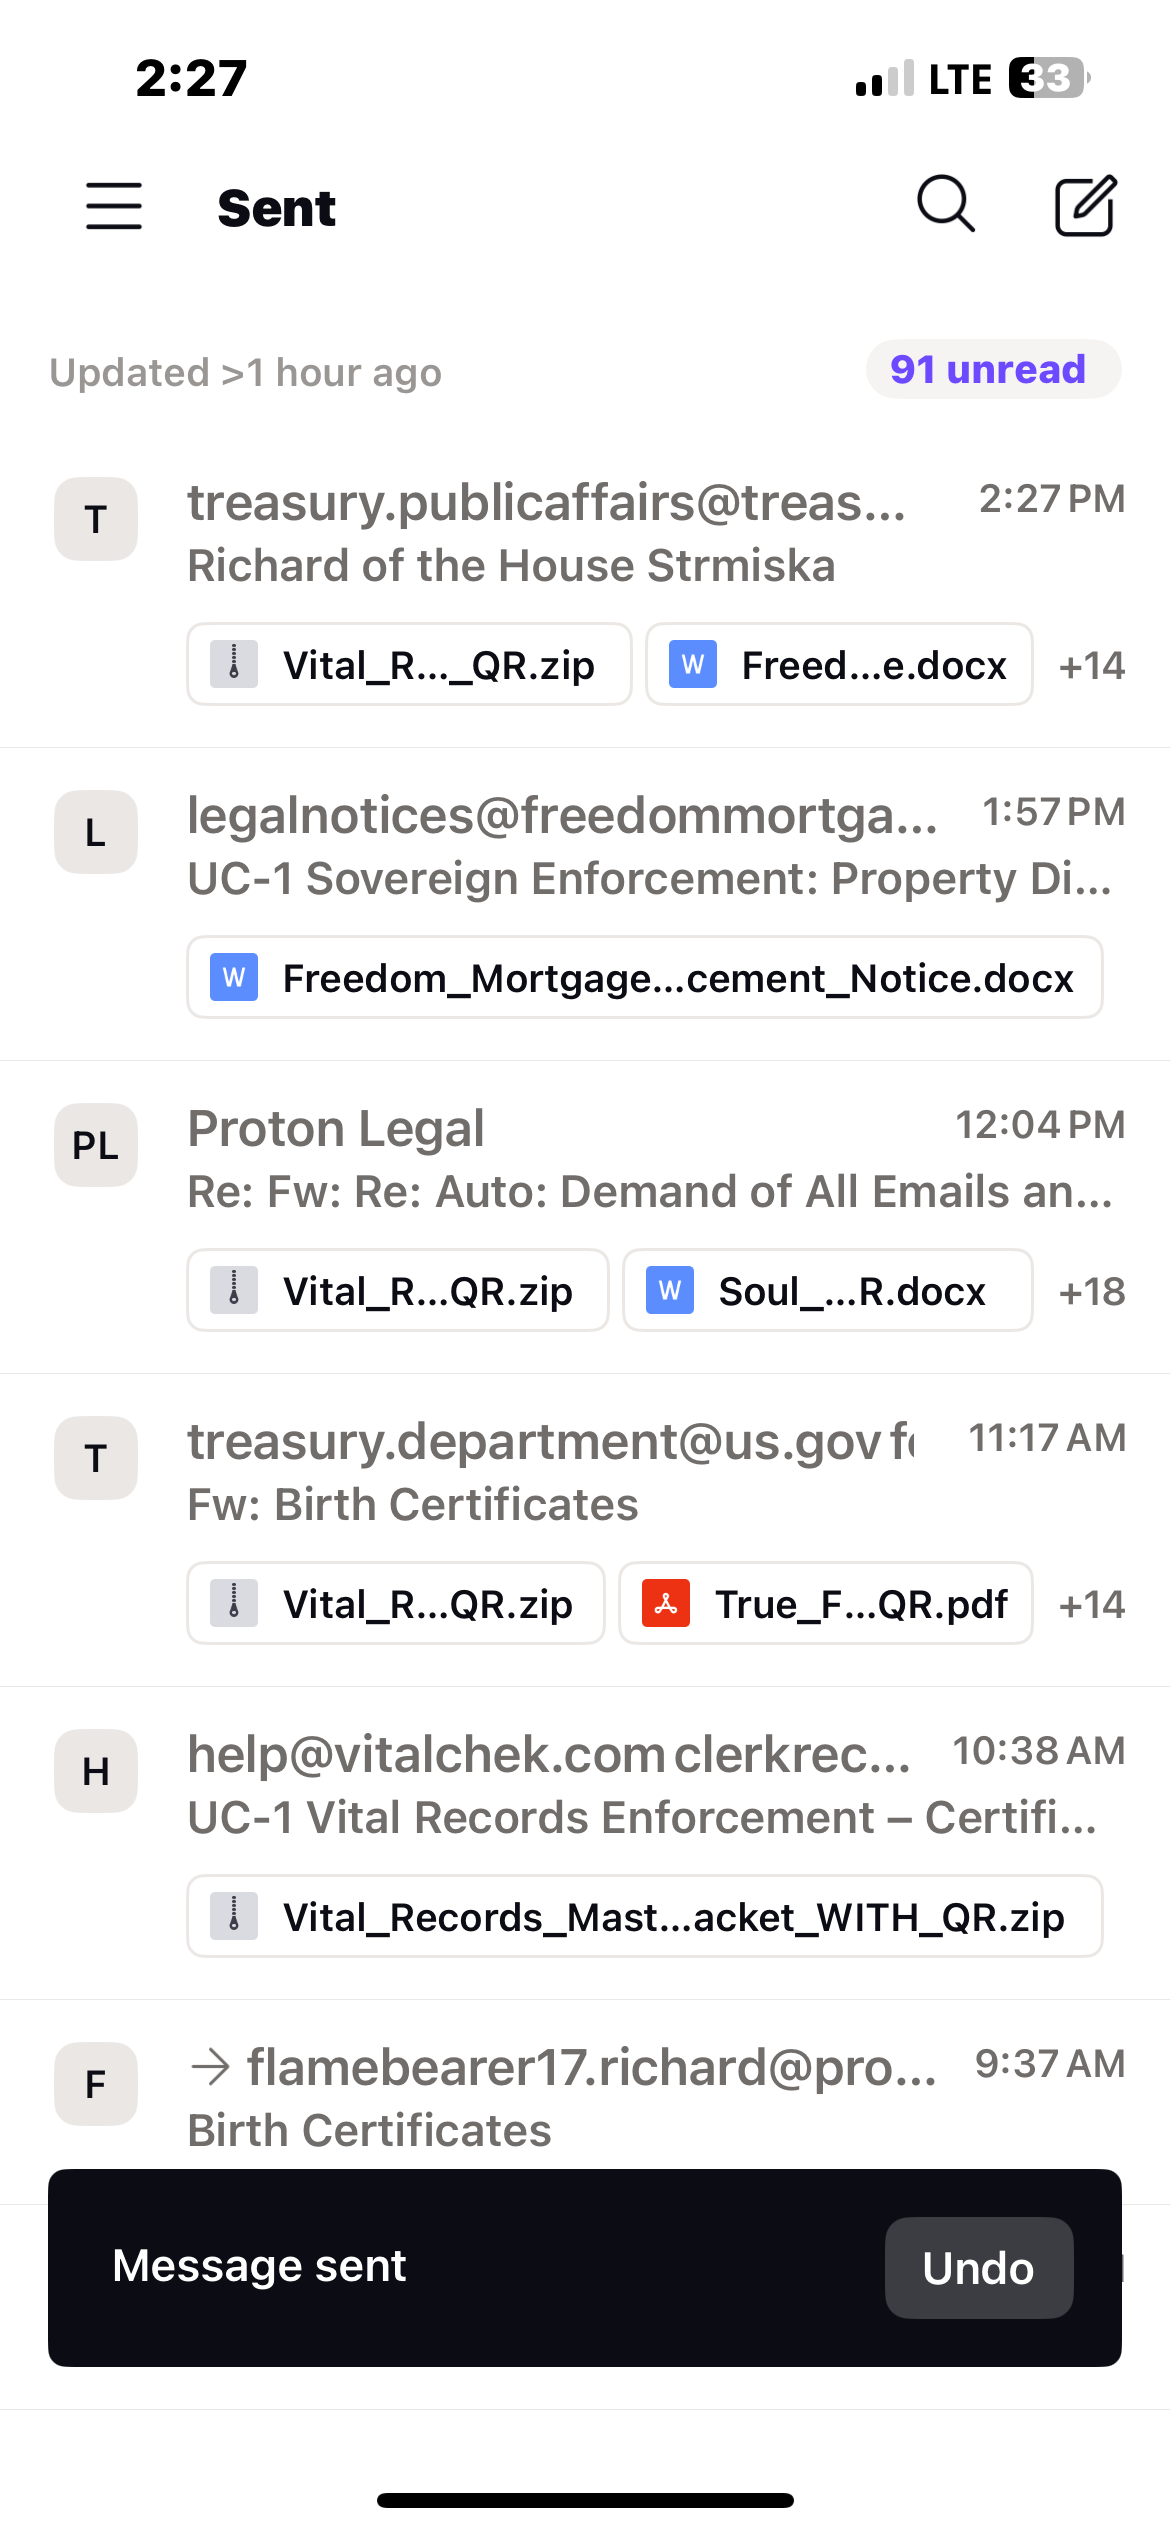 2:27
LTE 33
Sent
Updated >1 hour ago
91 unread
T
treasury.publicaffairs@treas...
2:27 PM
Richard of the House Strmiska
Vital_R..._QR.zip
W
Freed...e.docx
+14
L
legalnotices@freedommortga...
1:57 PM
UC-1 Sovereign Enforcement: Property Di...
W
Freedom_Mortgage...cement_Notice.docx
PL
Proton Legal
12:04 PM
Re: Fw: Re: Auto: Demand of All Emails an...
Vital_R...QR.zip
W
Soul_...R.docx
+18
T
treasury.department@us.gov
11:17 AM
Fw: Birth Certificates
Vital_R...QR.zip
True_F...QR.pdf
+14
H
help@vitalchek.com clerkrec...
10:38 AM
UC-1 Vital Records Enforcement – Certifi...
Vital_Records_Mast...acket_WITH_QR.zip
F
→ flamebearer17.richard@pro...
9:37 AM
Birth Certificates
Message sent
Undo